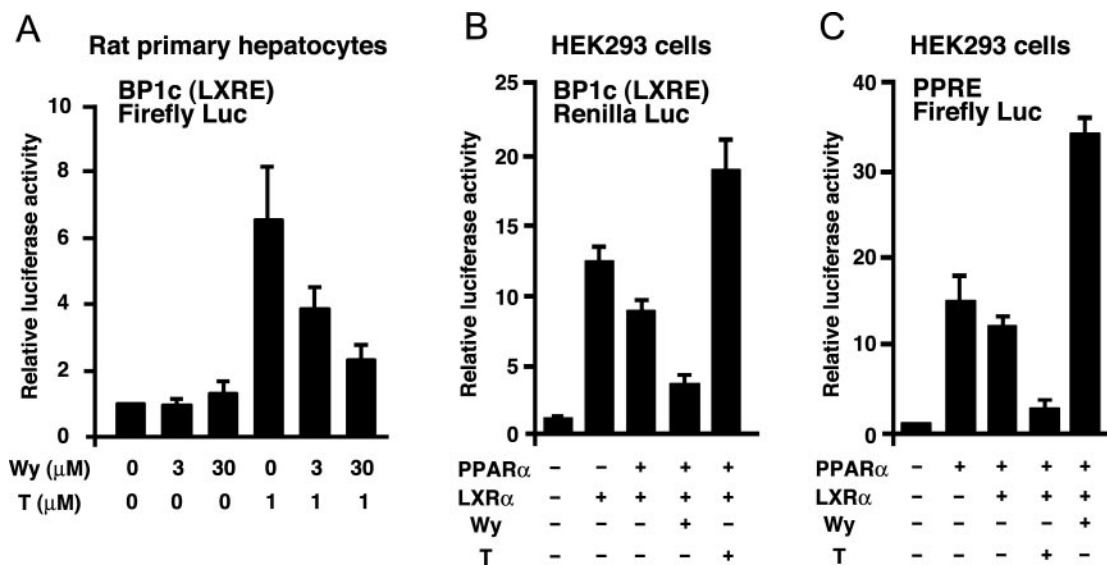 A
Rat primary hepatocytes
BP1c (LXRE)
Firefly Luc
Relative luciferase activity
10
8
6
4
2
0
Wy (μM) 0 3 30 0 3 30
T (μM) 0 0 0 1 1 1
B
HEK293 cells
BP1c (LXRE)
Renilla Luc
Relative luciferase activity
25
20
15
10
5
0
PPARα – – + + +
LXRα – + + + +
Wy – – – + –
T – – – – +
C
HEK293 cells
PPRE
Firefly Luc
Relative luciferase activity
40
30
20
10
0
PPARα – + + + +
LXRα – – + + +
Wy – – – – +
T – – – + –